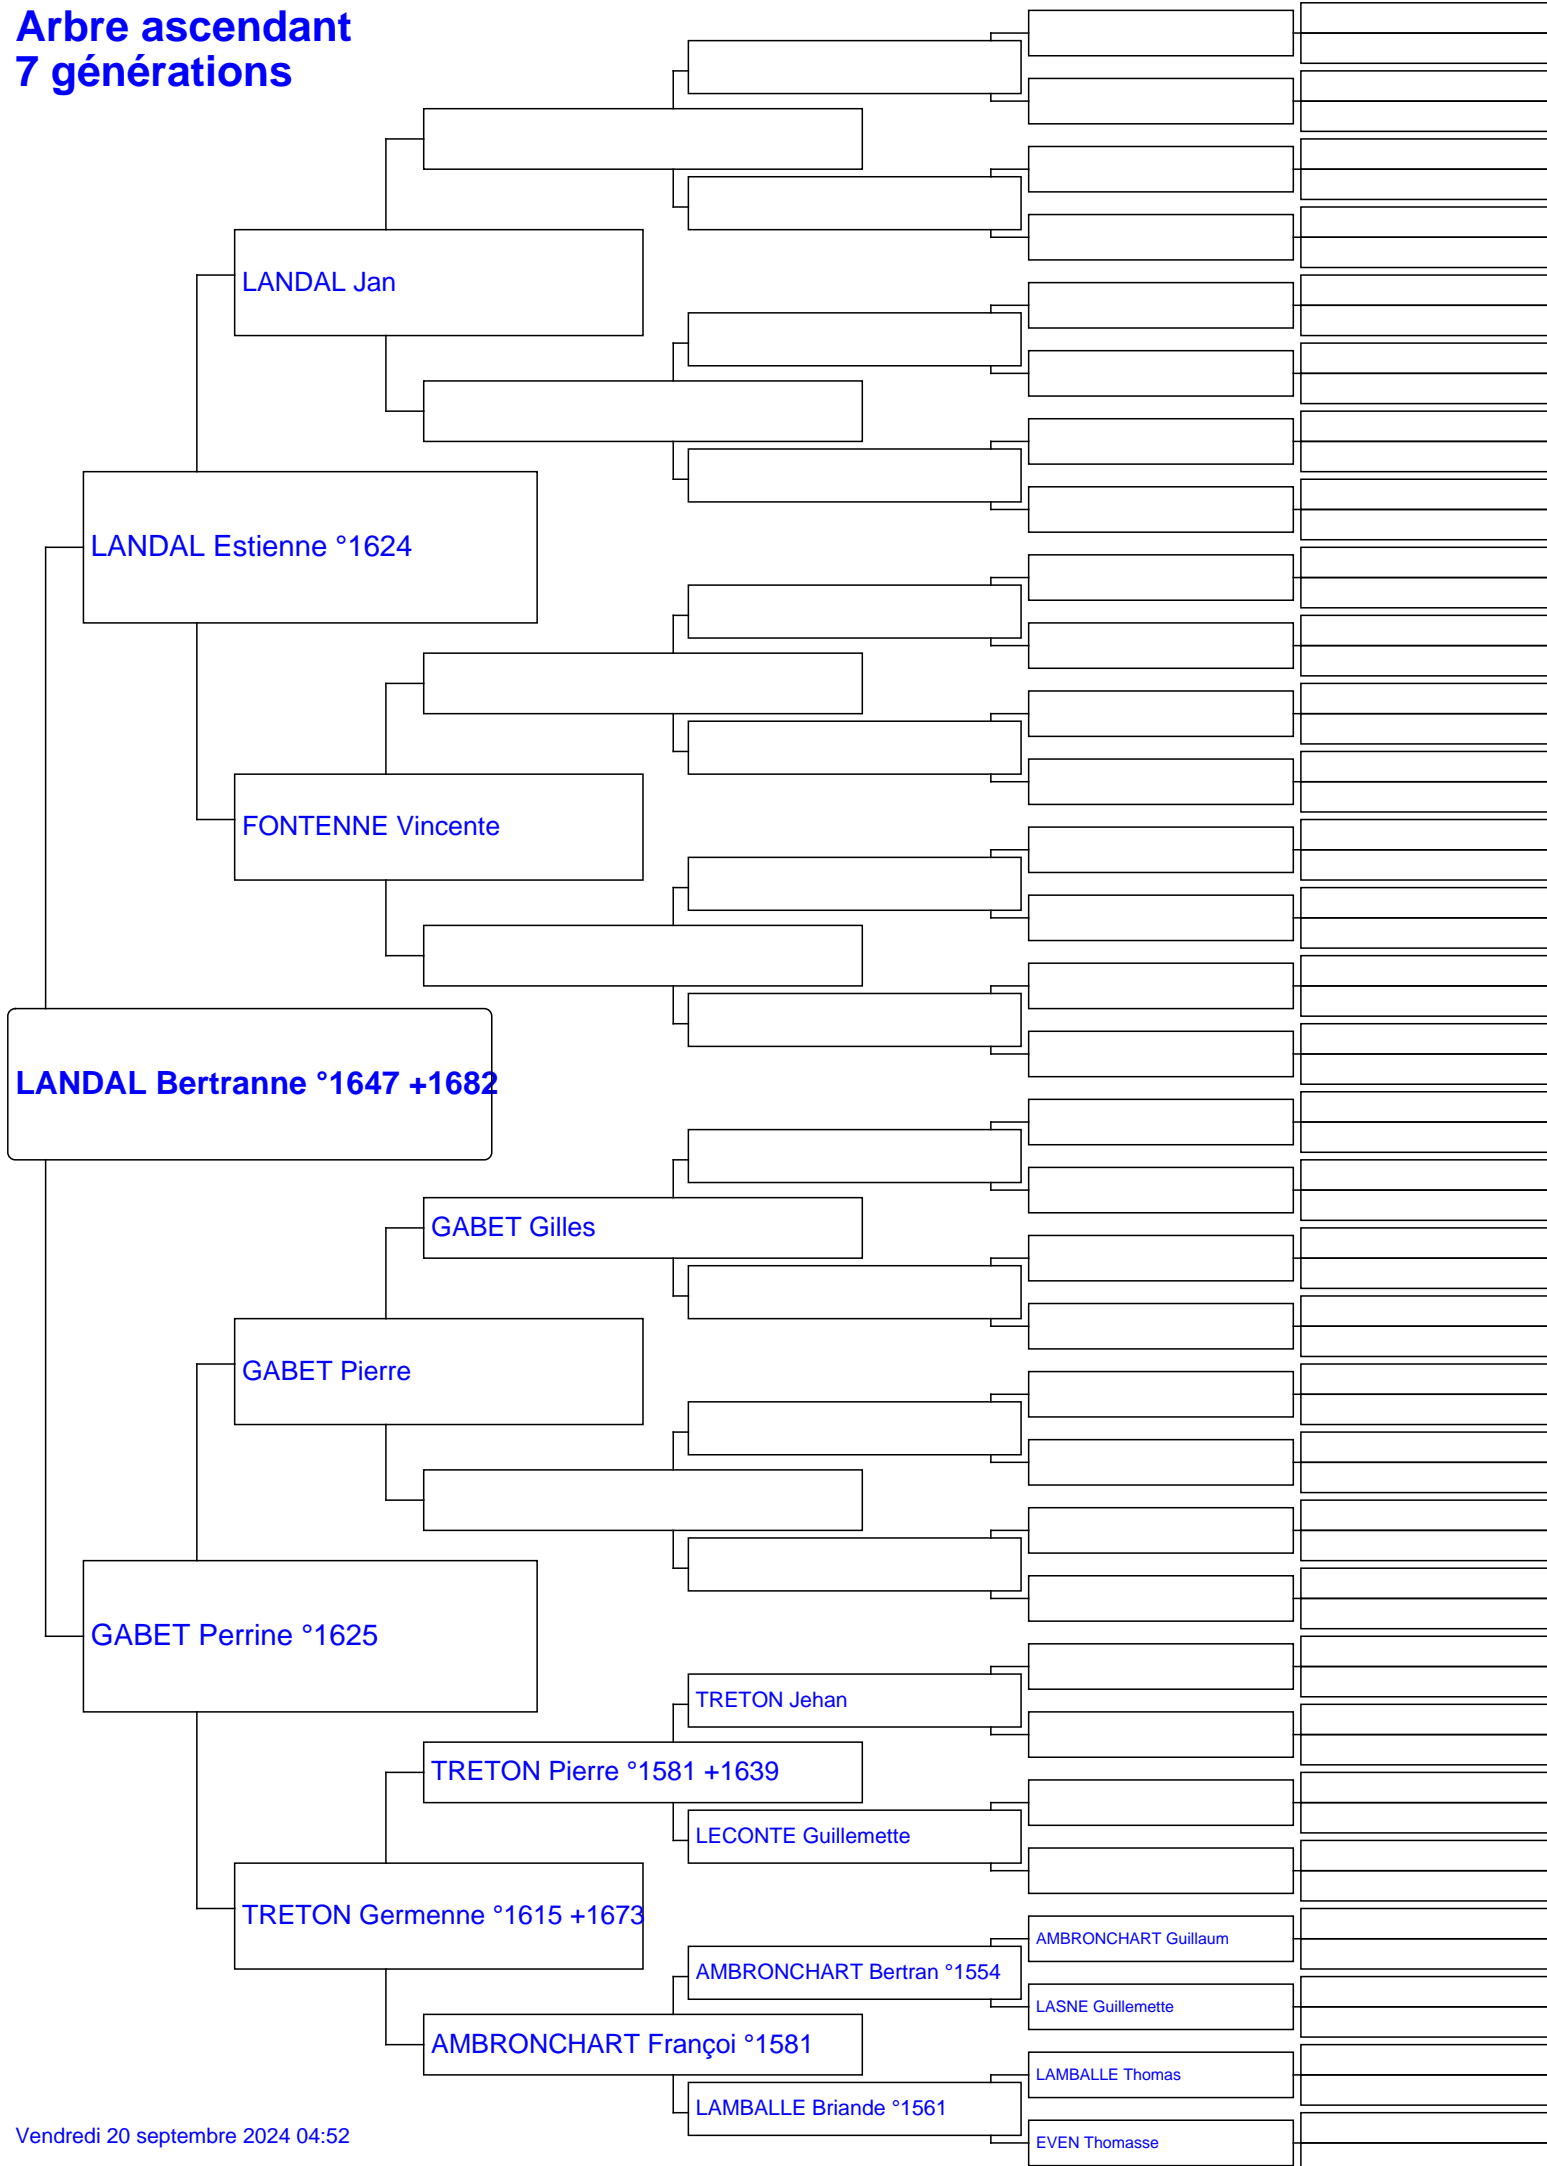 Arbre ascendant
7 générations
LANDAL Jan
LANDAL Estienne °1624
FONTENNE Vincente
LANDAL Bertranne °1647 +1682
GABET Gilles
GABET Pierre
GABET Perrine °1625
TRETON Jehan
TRETON Pierre °1581 +1639
LECONTE Guillemette
TRETON Germenne °1615 +1673
AMBRONCHART Guillaum
AMBRONCHART Bertran °1554
LASNE Guillemette
AMBRONCHART Françoi °1581
LAMBALLE Thomas
LAMBALLE Briande °1561
EVEN Thomasse
Vendredi 20 septembre 2024 04:52